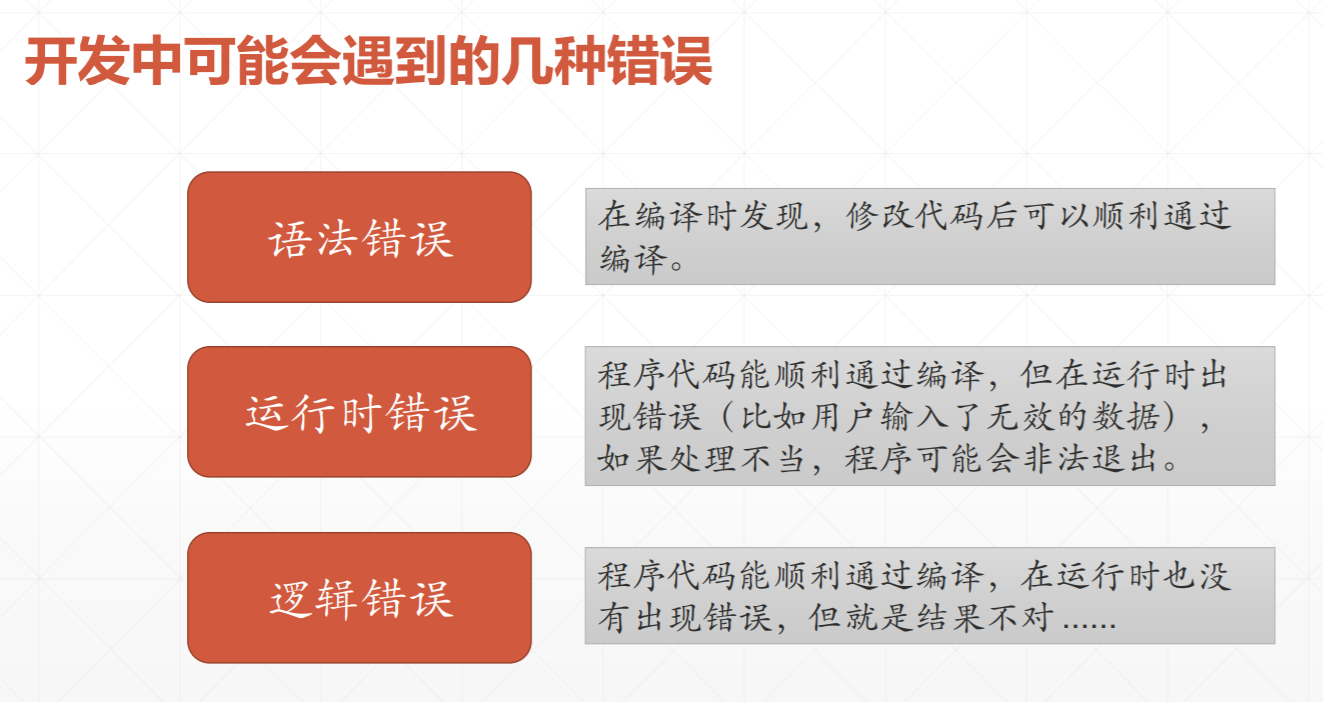 开发中可能会遇到的几种错误
语法错误
在编译时发现，修改代码后可以顺利通过
编译。
运行时错误
程序代码能顺利通过编译，但在运行时出
现错误（比如用户输入了无效的数据），
如果处理不当，程序可能会非法退出。
逻辑错误
程序代码能顺利通过编译，在运行时也没
有出现错误，但就是结果不对......